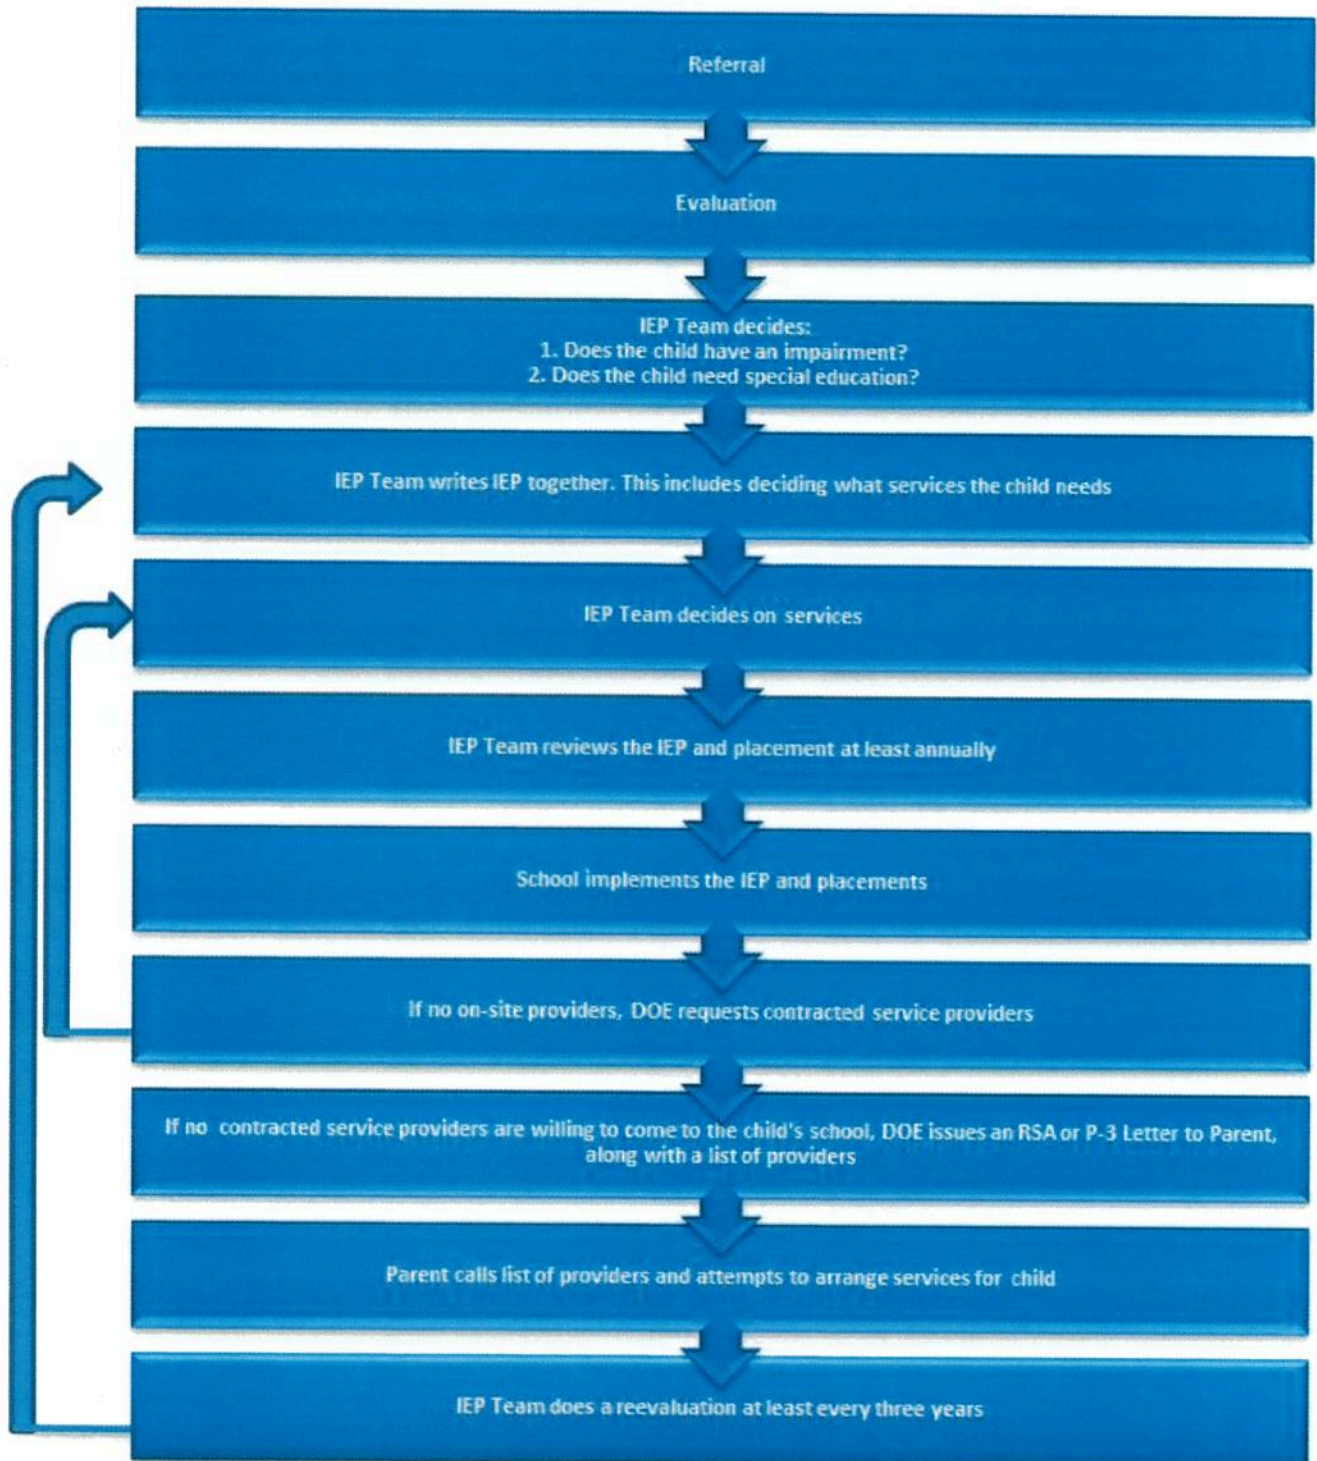 Referral
Evaluation
IEP Team decides:
1. Does the child have an impairment?
2. Does the child need special education?
IEP Team writes IEP together. This includes deciding what services the child needs
IEP Team decides on services
IEP Team reviews the IEP and placement at least annually
School implements the IEP and placements
If no on-site providers, DOE requests contracted service providers
If no contracted service providers are willing to come to the child's school, DOE issues an RSA or P-3 Letter to Parent,
along with a list of providers
Parent calls list of providers and attempts to arrange services for child
IEP Team does a reevaluation at least every three years